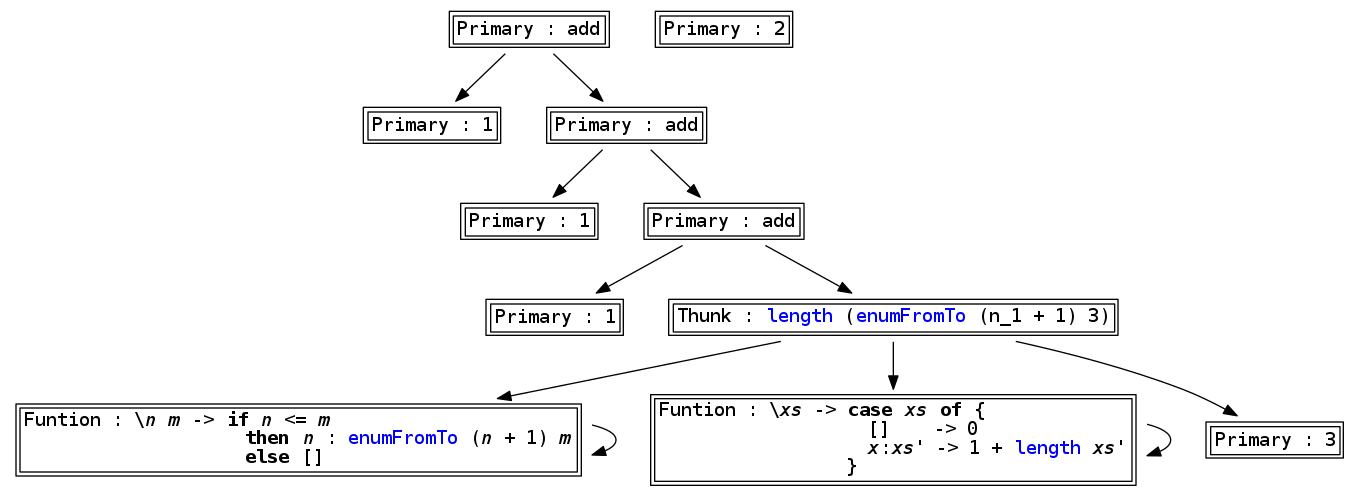 Primary : add
Primary : 2
Primary : 1
Primary : add
Primary : 1
Primary : add
Primary : 1
Thunk : length (enumFromTo (n_1 + 1) 3)
Funtion : \n m -> if n <= m
then n : enumFromTo (n + 1) m
else []
Funtion : \xs -> case xs of {
[] -> 0
x:xs' -> 1 + length xs'
}
Primary : 3